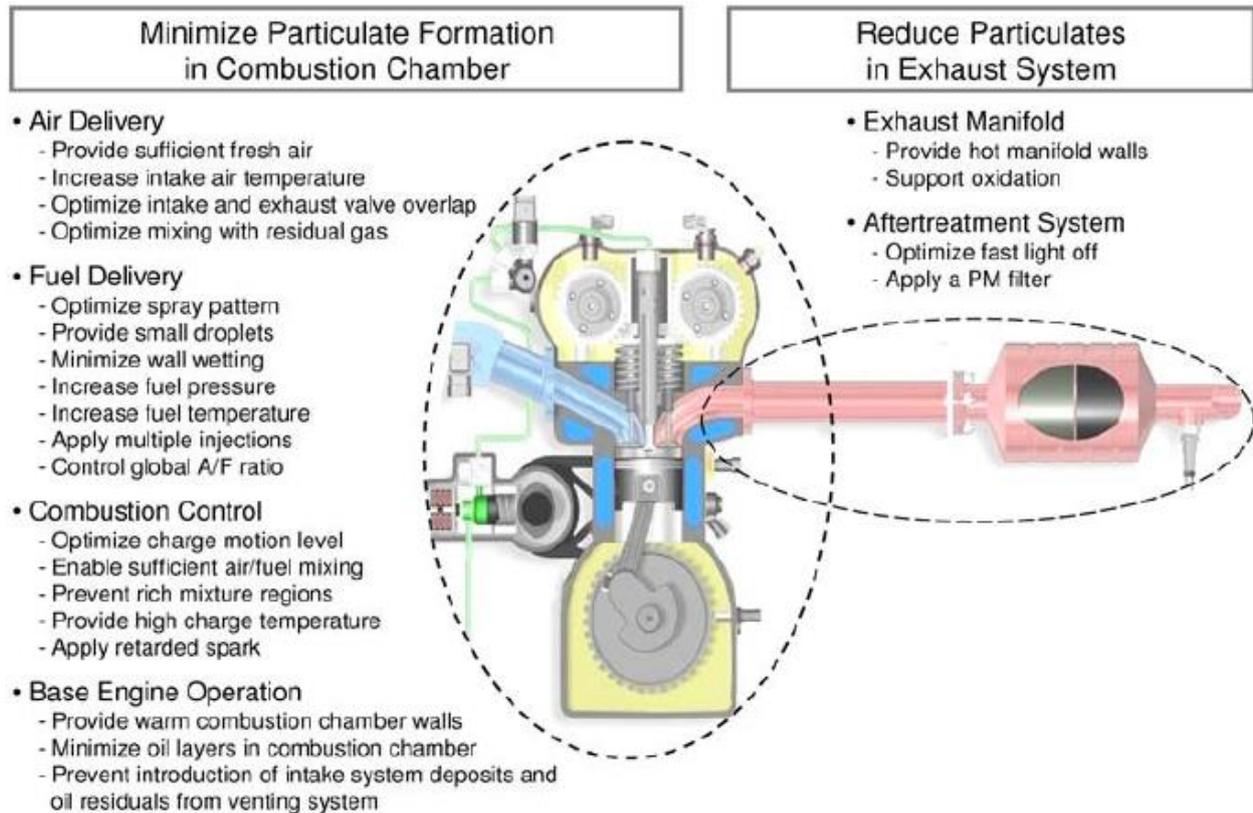 Minimize Particulate Formation
in Combustion Chamber
• Air Delivery
- Provide sufficient fresh air
- Increase intake air temperature
- Optimize intake and exhaust valve overlap
- Optimize mixing with residual gas
• Fuel Delivery
- Optimize spray pattern
- Provide small droplets
- Minimize wall wetting
- Increase fuel pressure
- Increase fuel temperature
- Apply multiple injections
- Control global A/F ratio
• Combustion Control
- Optimize charge motion level
- Enable sufficient air/fuel mixing
- Prevent rich mixture regions
- Provide high charge temperature
- Apply retarded spark
• Base Engine Operation
- Provide warm combustion chamber walls
- Minimize oil layers in combustion chamber
- Prevent introduction of intake system deposits and
oil residuals from venting system
Reduce Particulates
in Exhaust System
• Exhaust Manifold
- Provide hot manifold walls
- Support oxidation
• Aftertreatment System
- Optimize fast light off
- Apply a PM filter